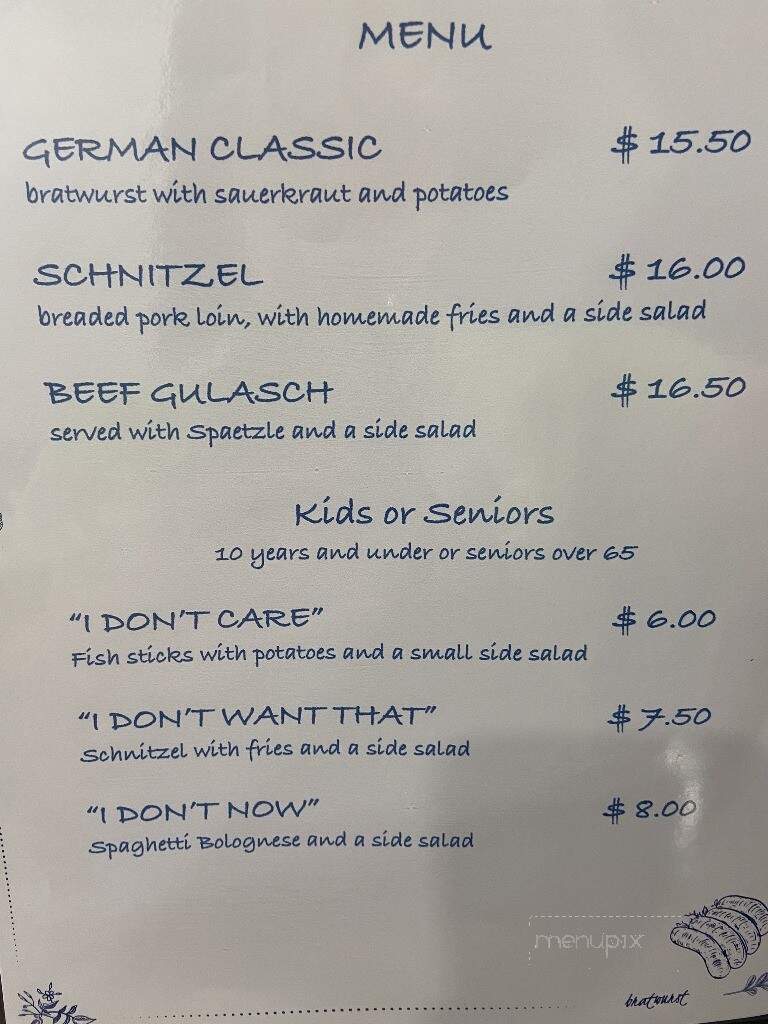 MENU
GERMAN CLASSIC $ 15.50
bratwurst with sauerkraut and potatoes
SCHNITZEL $ 16.00
breaded pork loin, with homemade fries and a side salad
BEEF GULASCH $ 16.50
served with Spaetzle and a side salad
Kids or Seniors
10 years and under or seniors over 65
"I DON'T CARE" $ 6.00
Fish sticks with potatoes and a small side salad
"I DON'T WANT THAT" $ 7.50
Schnitzel with fries and a side salad
"I DON'T NOW" $ 8.00
Spaghetti Bolognese and a side salad
menupix
bratwurst